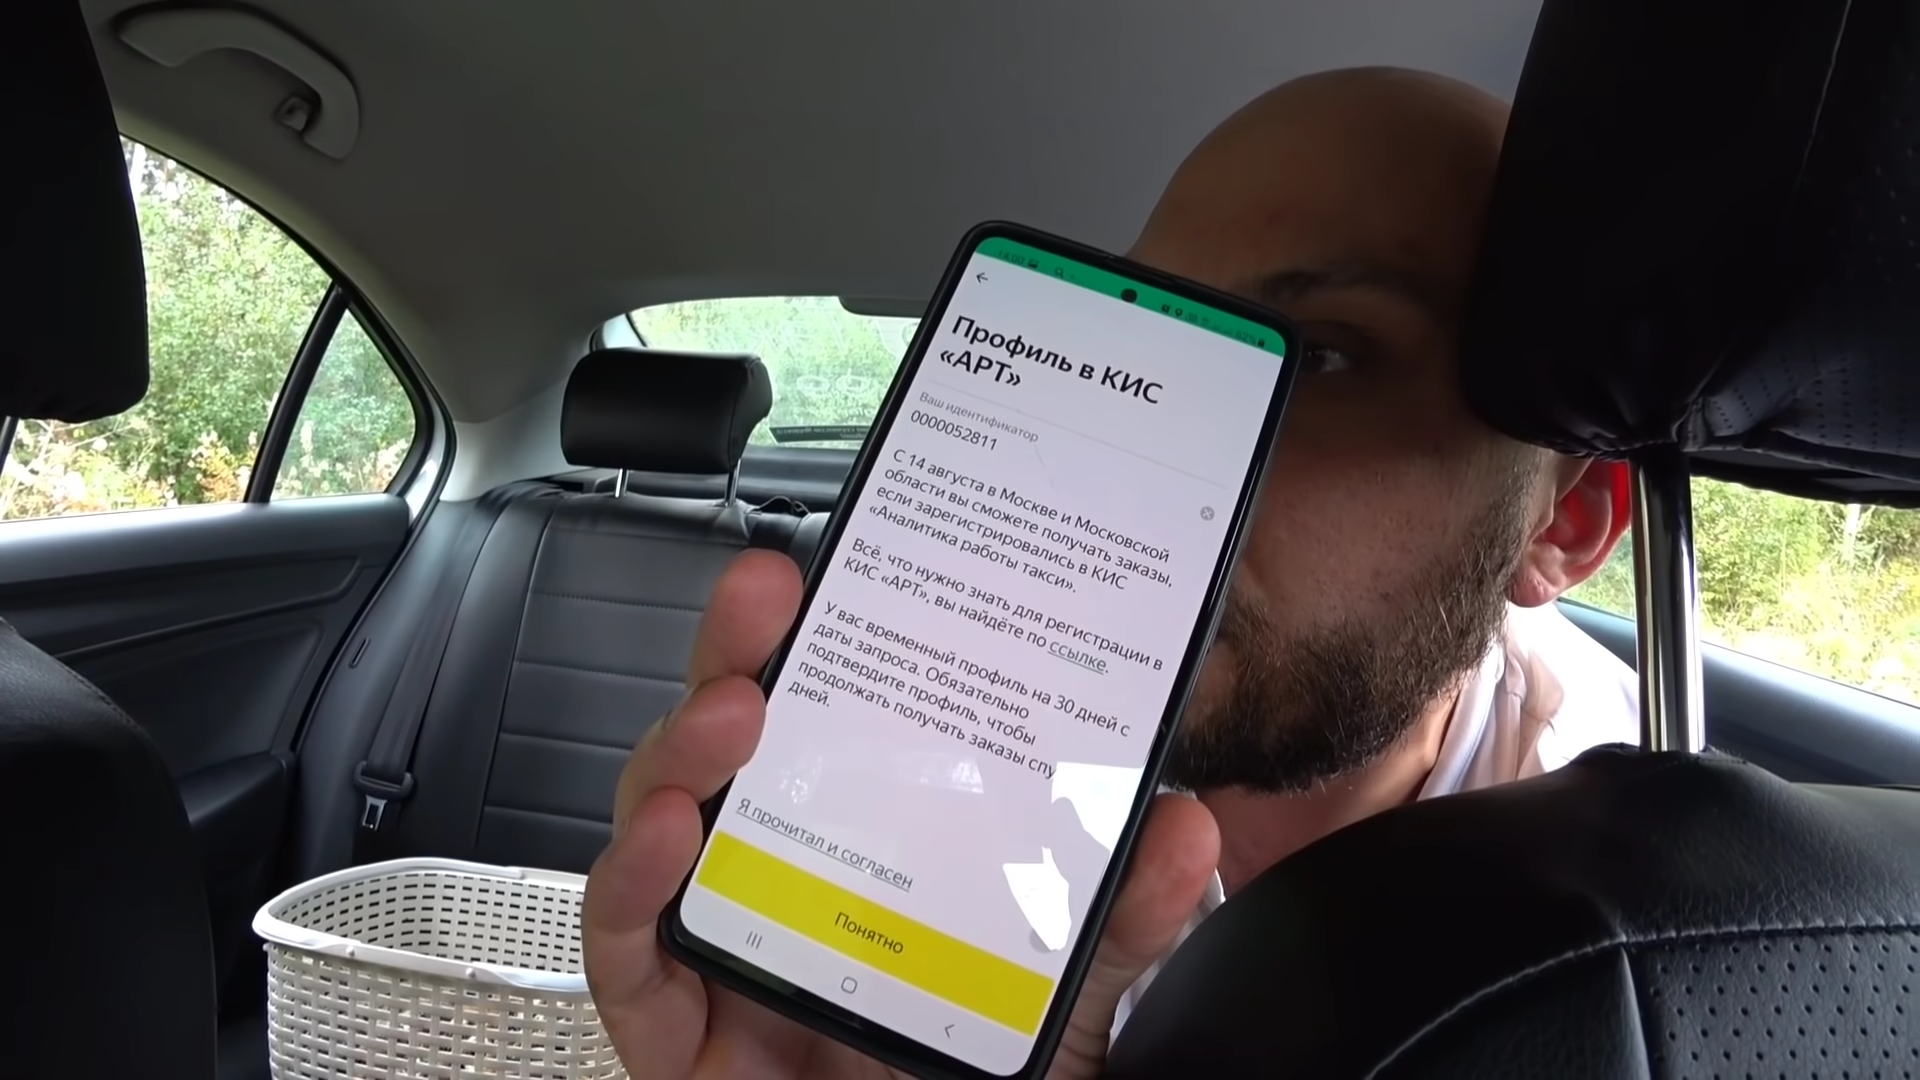 14:00
Профиль в КИС
«АРТ»
Ваш идентификатор
0000052811
С 14 августа в Москве и Московской
области вы сможете получать заказы,
если зарегистрировались в КИС
«Аналитика работы такси».
Всё, что нужно знать для регистрации в
КИС «АРТ», вы найдёте по ссылке.
У вас временный профиль на 30 дней с
даты запроса. Обязательно
подтвердите профиль, чтобы
продолжать получать заказы спу
дней.
Я прочитал и согласен
Понятно